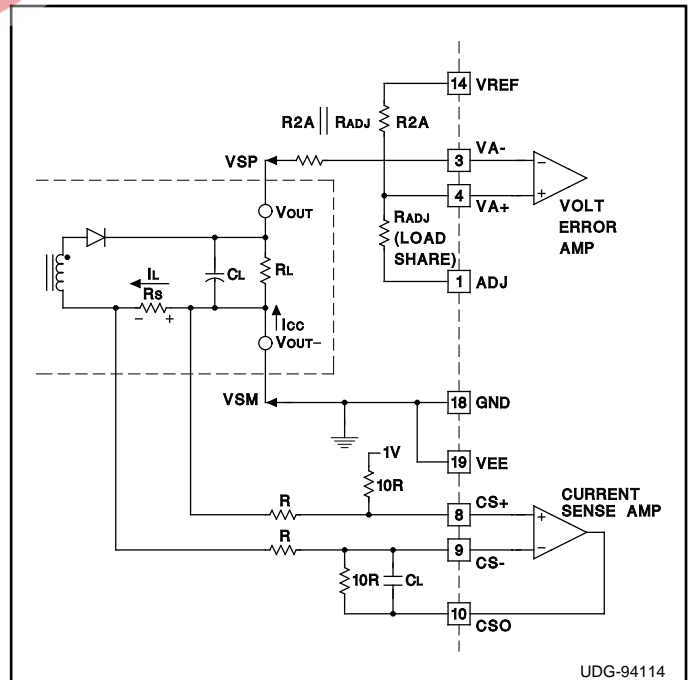 14 VREF
R2A || RADJ R2A
VSP
3 VA-
4 VA+
VOLT ERROR AMP
VOUT
RADJ (LOAD SHARE)
1 ADJ
IL
RS
CL
RL
ICC
VOUT-
VSM
18 GND
19 VEE
1V
10R
R
8 CS+
CURRENT SENSE AMP
R
9 CS-
10R
CL
10 CSO
- +
- +
+ -
UDG-94114